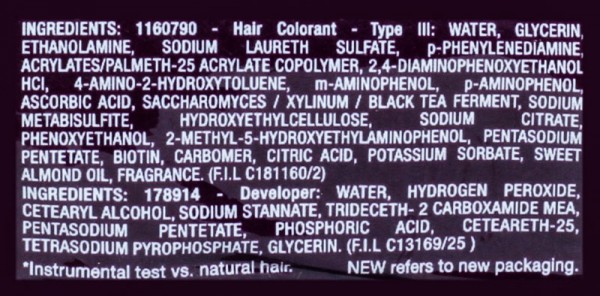 INGREDIENTS: 1160790 - Hair Colorant - Type III: WATER, GLYCERIN,
ETHANOLAMINE, SODIUM LAURETH SULFATE, p-PHENYLENEDIAMINE,
ACRYLATES/PALMETH-25 ACRYLATE COPOLYMER, 2,4-DIAMINOPHENOXYETHANOL
HCI, 4-AMINO-2-HYDROXYTOLUENE, m-AMINOPHENOL, p-AMINOPHENOL,
ASCORBIC ACID, SACCHAROMYCES / XYLINUM / BLACK TEA FERMENT, SODIUM
METABISULFITE, HYDROXYETHYLCELLULOSE, SODIUM CITRATE,
PHENOXYETHANOL, 2-METHYL-5-HYDROXYETHYLAMINOPHENOL, PENTASODIUM
PENTETATE, BIOTIN, CARBOMER, CITRIC ACID, POTASSIUM SORBATE, SWEET
ALMOND OIL, FRAGRANCE. (F.I.L C181160/2)
INGREDIENTS: 178914 - Developer: WATER, HYDROGEN PEROXIDE,
CETEARYL ALCOHOL, SODIUM STANNATE, TRIDECETH- 2 CARBOXAMIDE MEA,
PENTASODIUM PENTETATE, PHOSPHORIC ACID, CETEARETH-25,
TETRASODIUM PYROPHOSPHATE, GLYCERIN. (F.I.L C13169/25 )
*Instrumental test vs. natural hair. NEW refers to new packaging.